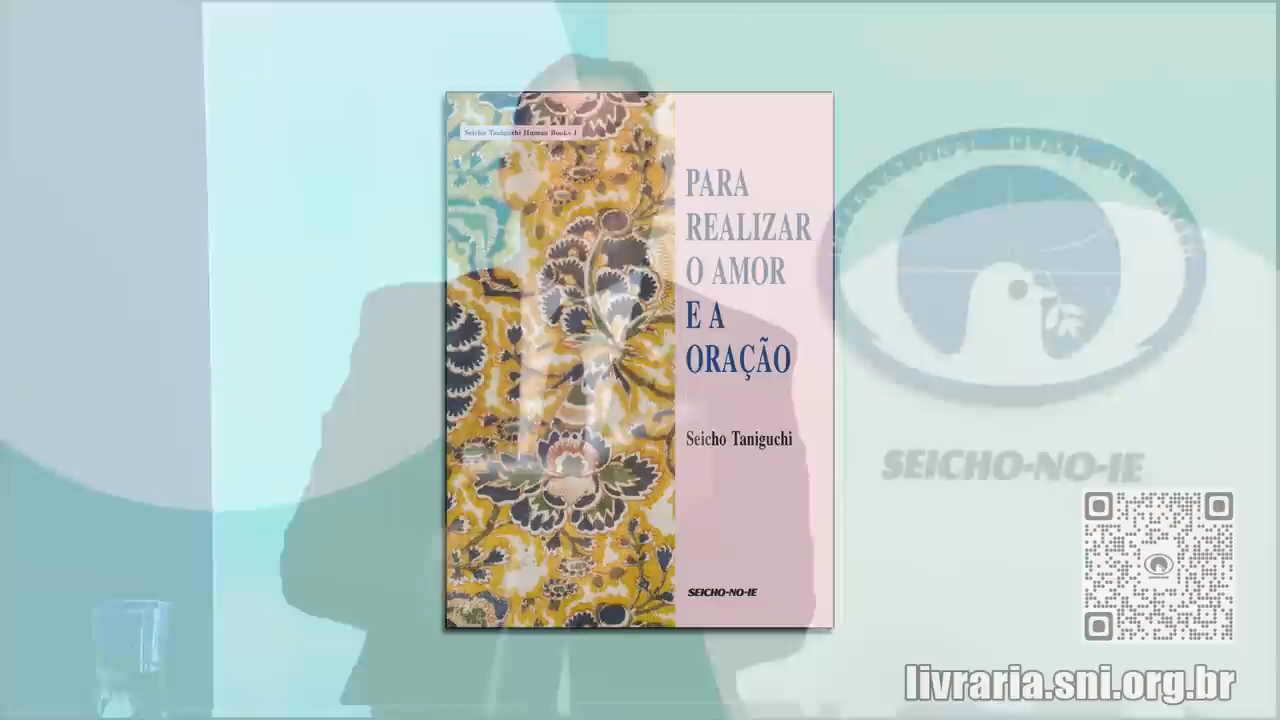 Seicho Taniguchi Human Books 1
PARA
REALIZAR
O AMOR
E A
ORAÇÃO
Seicho Taniguchi
SEICHO-NO-IE
SEICHO-NO-IE
livraria.sni.org.br